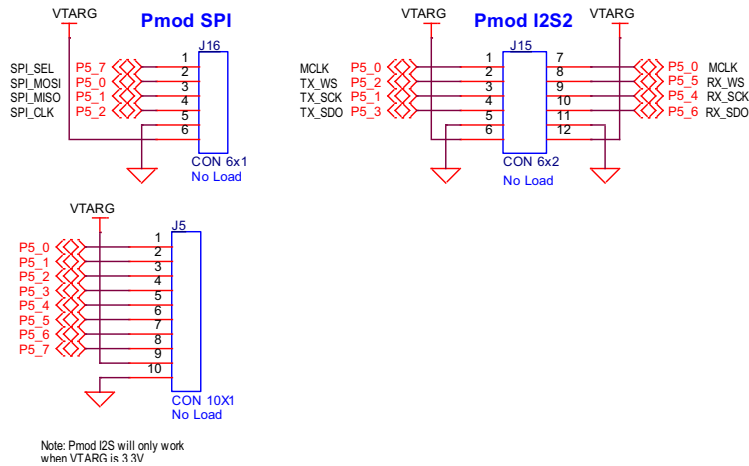 VTARG
Pmod SPI
J16
SPI_SEL P5_7 1
SPI_MOSI P5_0 2
SPI_MISO P5_1 3
SPI_CLK P5_2 4
5
6
CON 6x1
No Load
VTARG Pmod I2S2 VTARG
J15
MCLK P5_0 1 7 P5_0 MCLK
TX_WS P5_2 2 8 P5_5 RX_WS
TX_SCK P5_1 3 9 P5_4 RX_SCK
TX_SDO P5_3 4 10 P5_6 RX_SDO
5 11
6 12
CON 6x2
No Load
VTARG
J5
P5_0 1
P5_1 2
P5_2 3
P5_3 4
P5_4 5
P5_5 6
P5_6 7
P5_7 8
9
10
CON 10X1
No Load
Note: Pmod I2S will only work
when VTARG is 3.3V